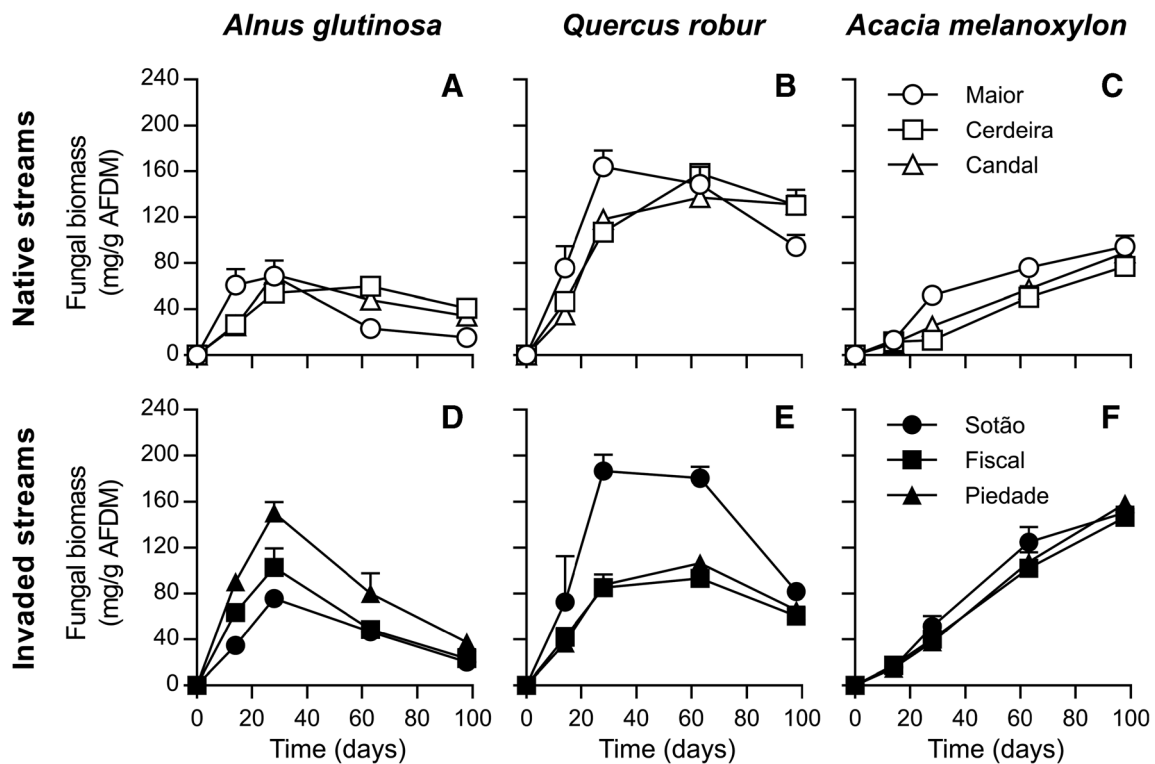 Alnus glutinosa
Quercus robur
Acacia melanoxylon
Native streams
Fungal biomass
(mg/g AFDM)
240
200
160
120
80
40
0
A
B
C
Maior
Cerdeira
Candal
Invaded streams
Fungal biomass
(mg/g AFDM)
240
200
160
120
80
40
0
D
E
F
Sotão
Fiscal
Piedade
0 20 40 60 80 100
0 20 40 60 80 100
0 20 40 60 80 100
Time (days)
Time (days)
Time (days)